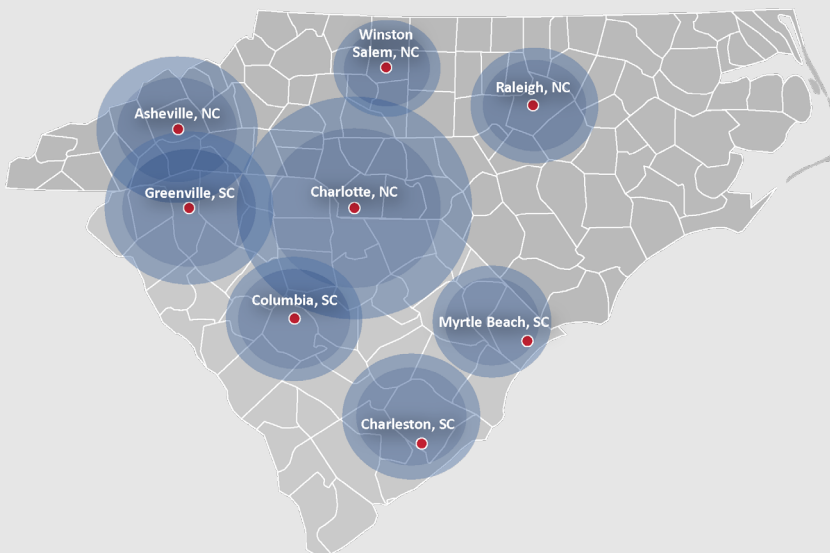 Winston
Salem, NC
Raleigh, NC
Asheville, NC
Greenville, SC
Charlotte, NC
Columbia, SC
Myrtle Beach, SC
Charleston, SC